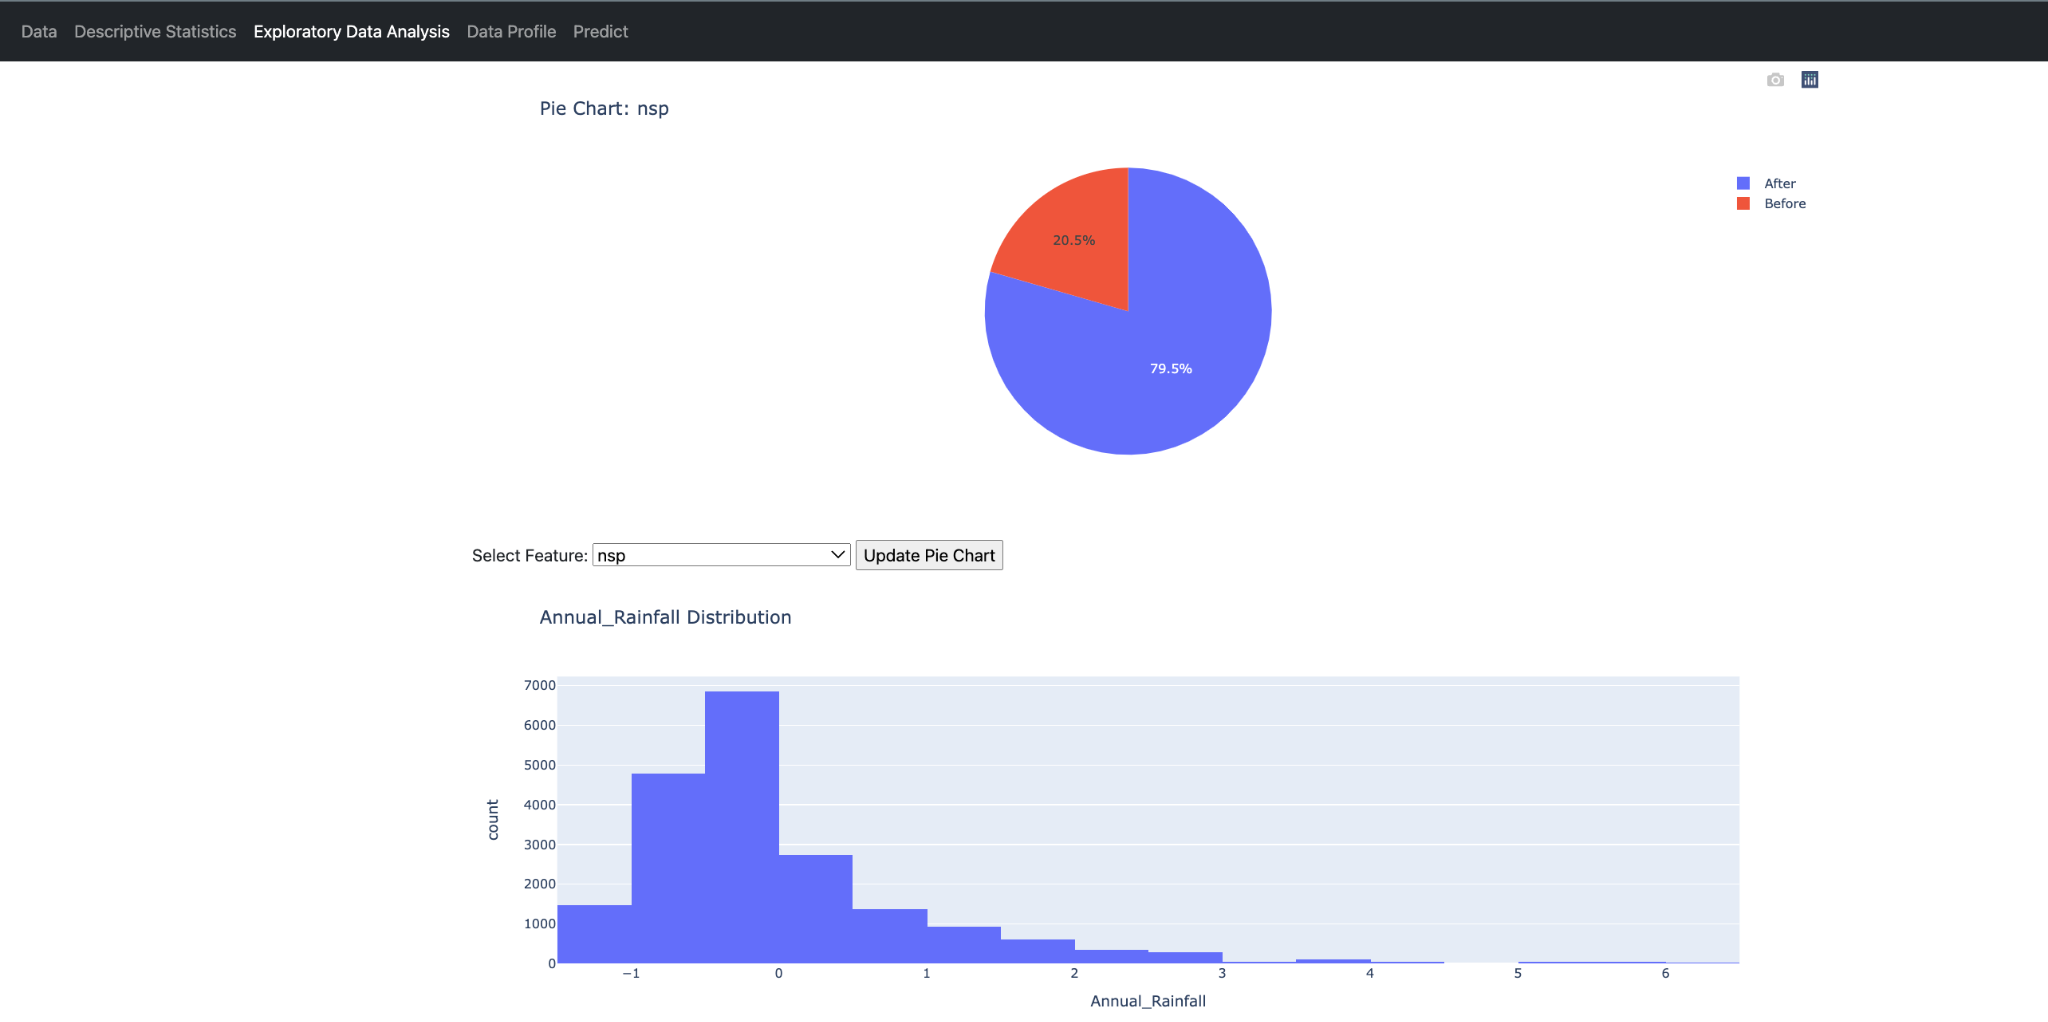 Data Descriptive Statistics Exploratory Data Analysis Data Profile Predict
Pie Chart: nsp
After
Before
20.5%
79.5%
Select Feature: nsp Update Pie Chart
Annual_Rainfall Distribution
7000
6000
5000
4000
3000
2000
1000
0
count
−1 0 1 2 3 4 5 6
Annual_Rainfall